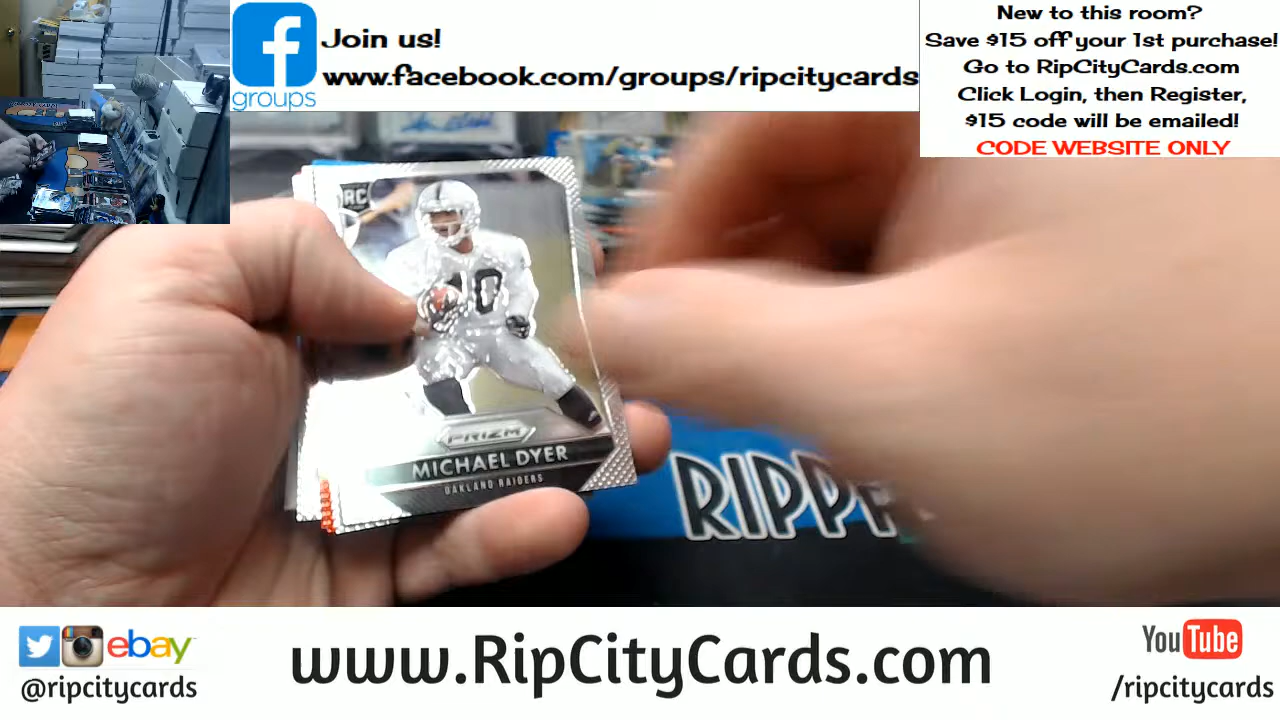 Join us!
www.facebook.com/groups/ripcitycards
groups
New to this room?
Save $15 off your 1st purchase!
Go to RipCityCards.com
Click Login, then Register,
$15 code will be emailed!
CODE WEBSITE ONLY
RC
10
PRIZM
MICHAEL DYER
OAKLAND RAIDERS
RIPP
ebay
@ripcitycards
www.RipCityCards.com
YouTube
/ripcitycards